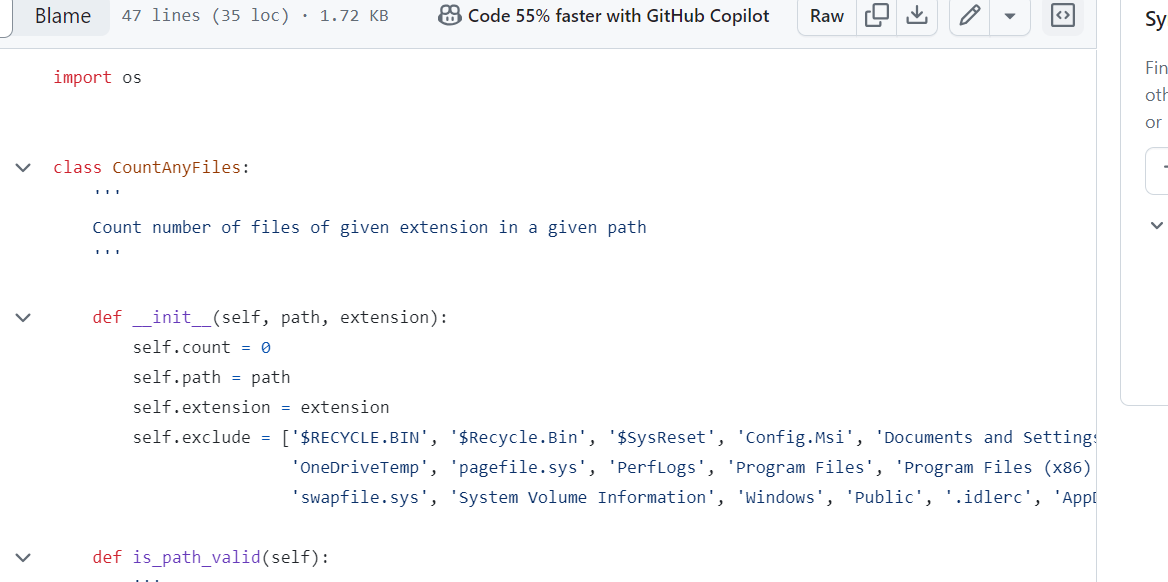 Blame 47 lines (35 loc) · 1.72 KB Code 55% faster with GitHub Copilot Raw
Sy
Fin
oth
or
import os
class CountAnyFiles:
'''
Count number of files of given extension in a given path
'''
def __init__(self, path, extension):
self.count = 0
self.path = path
self.extension = extension
self.exclude = ['$RECYCLE.BIN', '$Recycle.Bin', '$SysReset', 'Config.Msi', 'Documents and Settings
'OneDriveTemp', 'pagefile.sys', 'PerfLogs', 'Program Files', 'Program Files (x86)
'swapfile.sys', 'System Volume Information', 'Windows', 'Public', '.idlerc', 'App
def is_path_valid(self):
'''